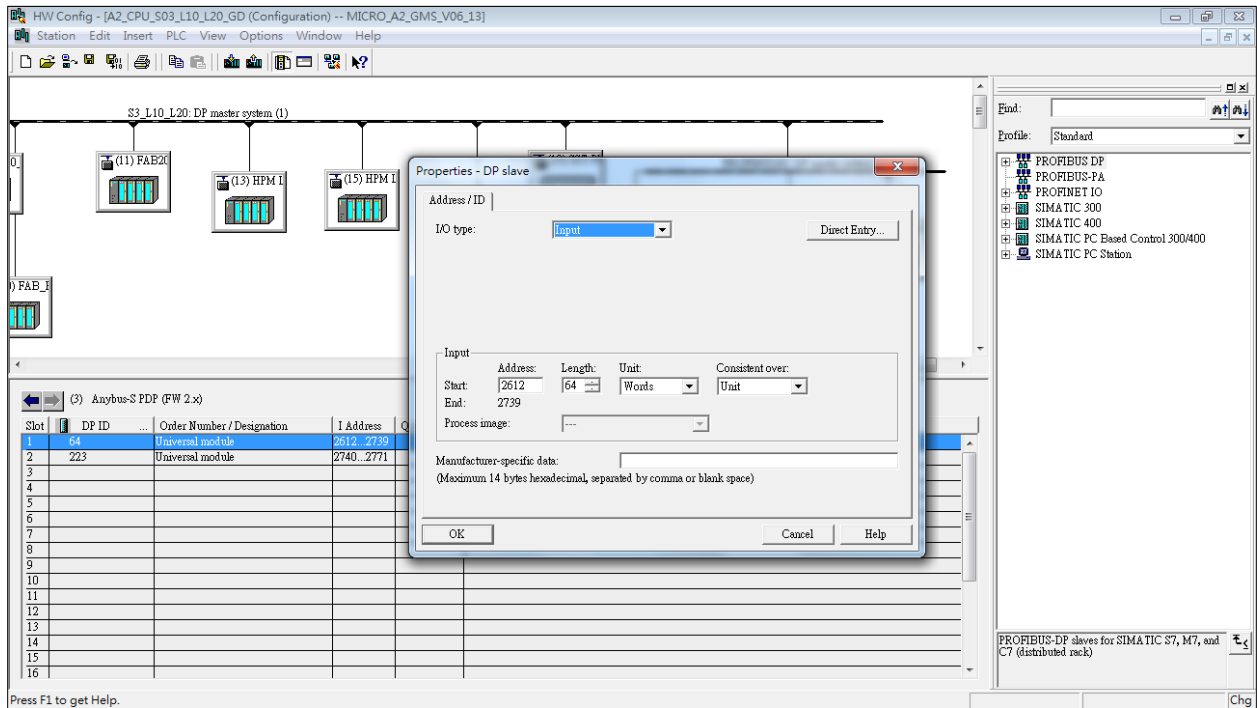 HW Config - [A2_CPU_S03_L10_L20_GD (Configuration) -- MICRO_A2_GMS_V06_13]
Station Edit Insert PLC View Options Window Help
S3_L10_L20: DP master system (1)
(11) FAB20
(13) HPM I
(15) HPM I
) FAB_F
Properties - DP slave
Address / ID
I/O type: Input Direct Entry...
Input
Address: Length: Unit: Consistent over:
Start: 2612 64 Words Unit
End: 2739
Process image: ---
Manufacturer-specific data:
(Maximum 14 bytes hexadecimal, separated by comma or blank space)
OK Cancel Help
(3) Anybus-S PDP (FW 2.x)
Slot DP ID ... Order Number / Designation I Address Q
1 64 Universal module 2612...2739
2 223 Universal module 2740...2771
3
4
5
6
7
8
9
10
11
12
13
14
15
16
Find:
Profile: Standard
PROFIBUS DP
PROFIBUS-PA
PROFINET IO
SIMATIC 300
SIMATIC 400
SIMATIC PC Based Control 300/400
SIMATIC PC Station
PROFIBUS-DP slaves for SIMATIC S7, M7, and
C7 (distributed rack)
Press F1 to get Help.
Chg